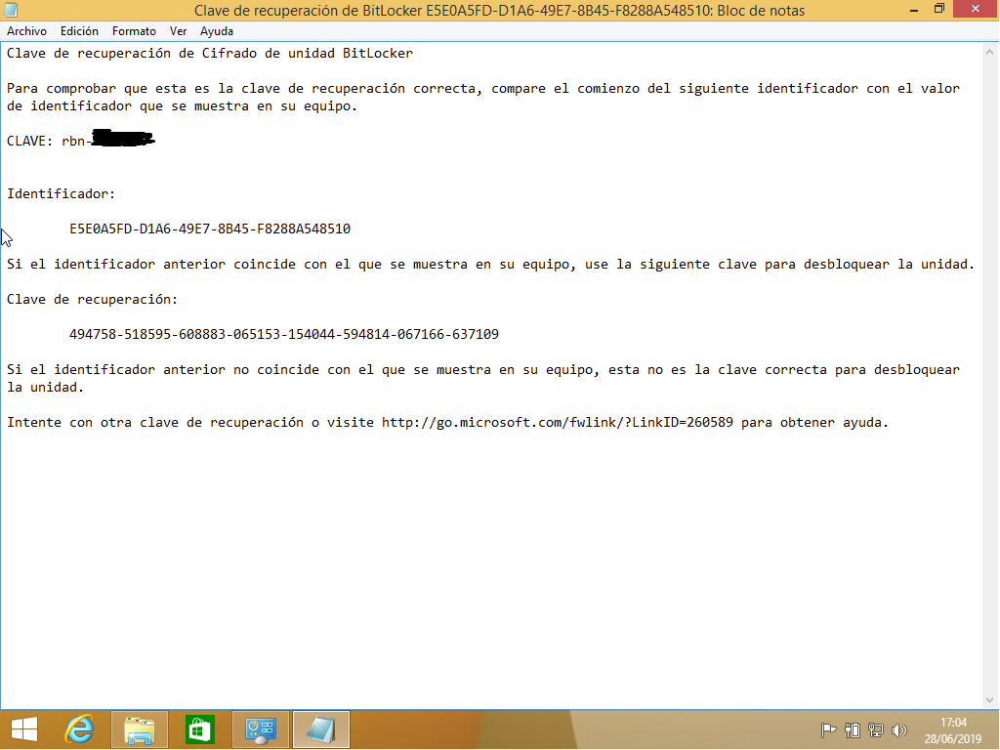 Clave de recuperación de BitLocker E5E0A5FD-D1A6-49E7-8B45-F8288A548510: Bloc de notas
Archivo Edición Formato Ver Ayuda
Clave de recuperación de Cifrado de unidad BitLocker
Para comprobar que esta es la clave de recuperación correcta, compare el comienzo del siguiente identificador con el valor
de identificador que se muestra en su equipo.
CLAVE: rbn-
Identificador:
E5E0A5FD-D1A6-49E7-8B45-F8288A548510
Si el identificador anterior coincide con el que se muestra en su equipo, use la siguiente clave para desbloquear la unidad.
Clave de recuperación:
494758-518595-608883-065153-154044-594814-067166-637109
Si el identificador anterior no coincide con el que se muestra en su equipo, esta no es la clave correcta para desbloquear
la unidad.
Intente con otra clave de recuperación o visite http://go.microsoft.com/fwlink/?LinkID=260589 para obtener ayuda.
17:04
28/06/2019